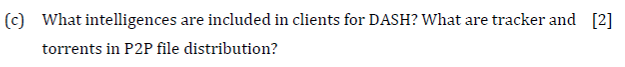 (c) What intelligences are included in clients for DASH? What are tracker and [2]
torrents in P2P file distribution?